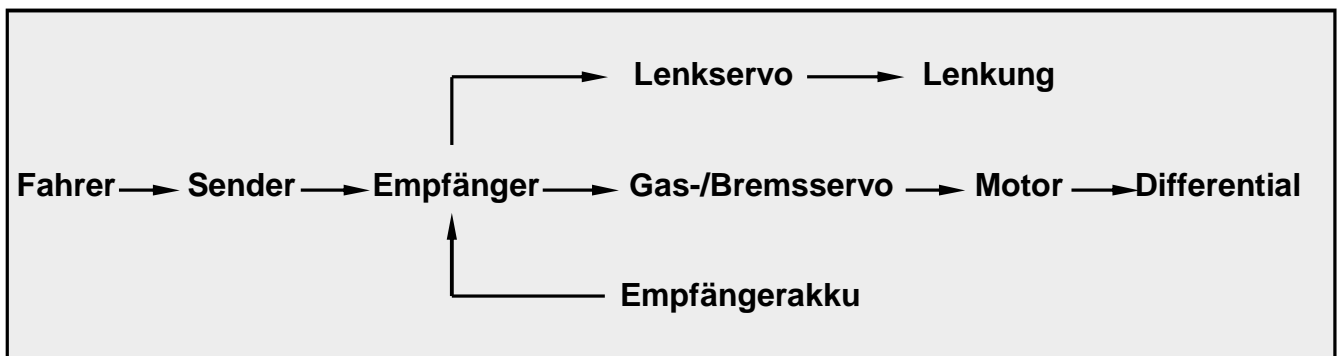 Lenkservo Lenkung
Fahrer Sender Empfänger Gas-/Bremsservo Motor Differential
Empfängerakku